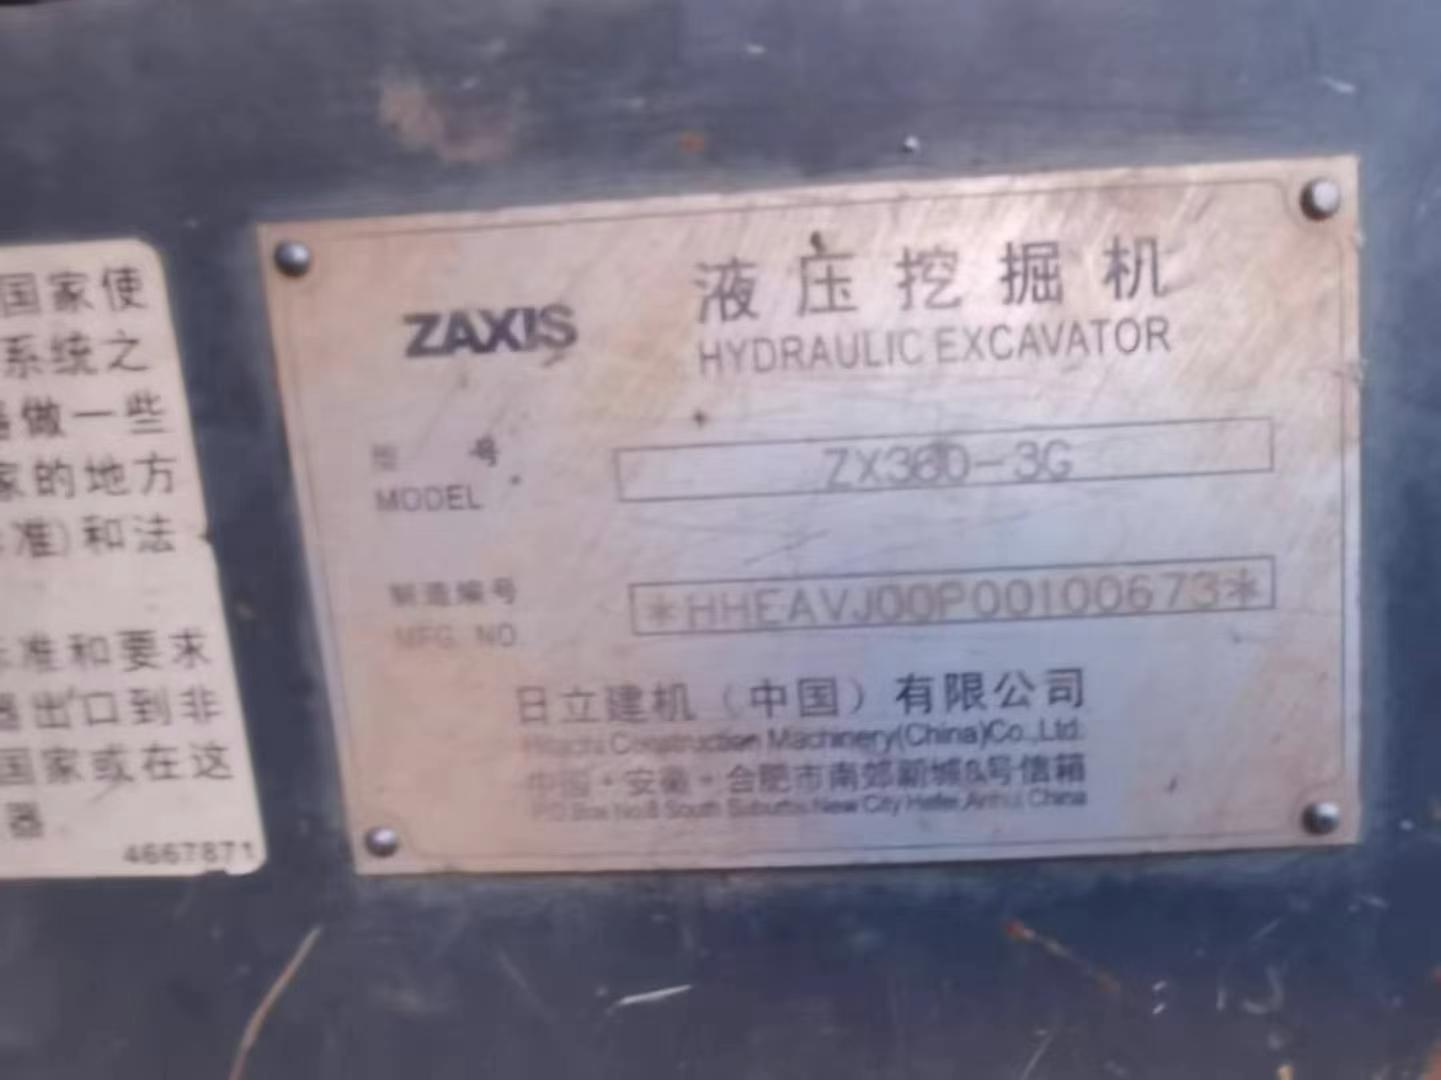 国家使
系统之
做一些
家的地方
准)和法
准和要求
器出口到非
国家或在这
器
4667871
ZAXIS
液压挖掘机
HYDRAULIC EXCAVATOR
型 号
MODEL
ZX360-3G
制造编号
MFG. NO.
*HHEAVJ00P00100673*
日立建机（中国）有限公司
Hitachi Construction Machinery(China)Co.,Ltd.
中国·安徽·合肥市南郊新城8号信箱
P.O Box No.8 South Suburbs New City Hefei Anhui China